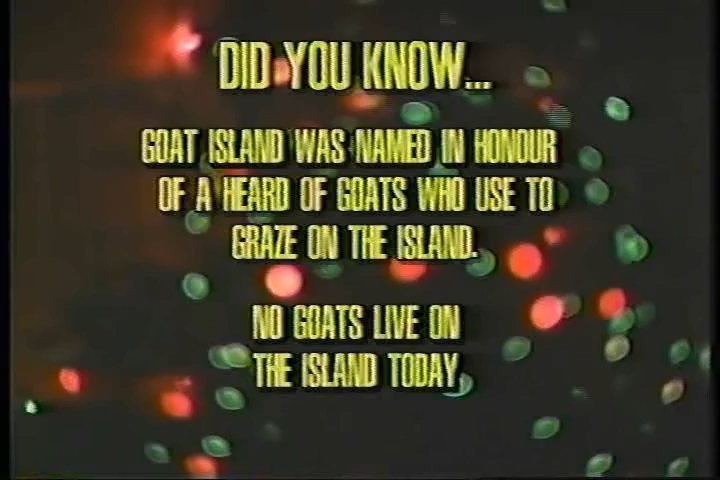 DID YOU KNOW...
GOAT ISLAND WAS NAMED IN HONOUR
OF A HEARD OF GOATS WHO USE TO
GRAZE ON THE ISLAND.
NO GOATS LIVE ON
THE ISLAND TODAY